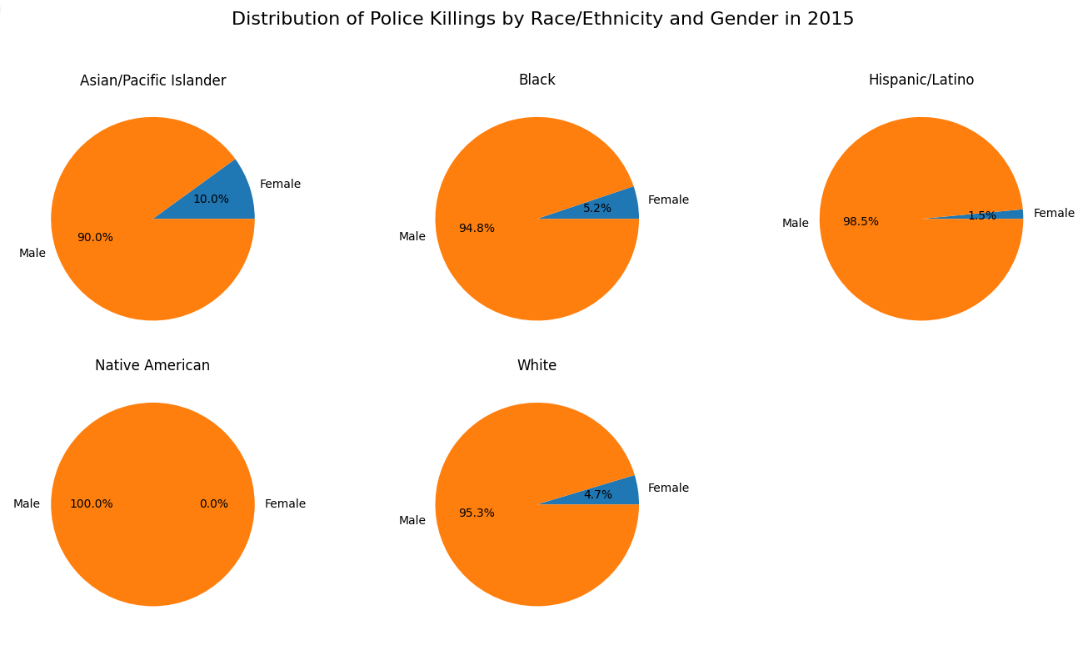 Distribution of Police Killings by Race/Ethnicity and Gender in 2015
Asian/Pacific Islander
Female
10.0%
90.0%
Male
Black
Female
5.2%
94.8%
Male
Hispanic/Latino
Female
1.5%
98.5%
Male
Native American
Male
100.0%
0.0%
Female
White
Female
4.7%
95.3%
Male